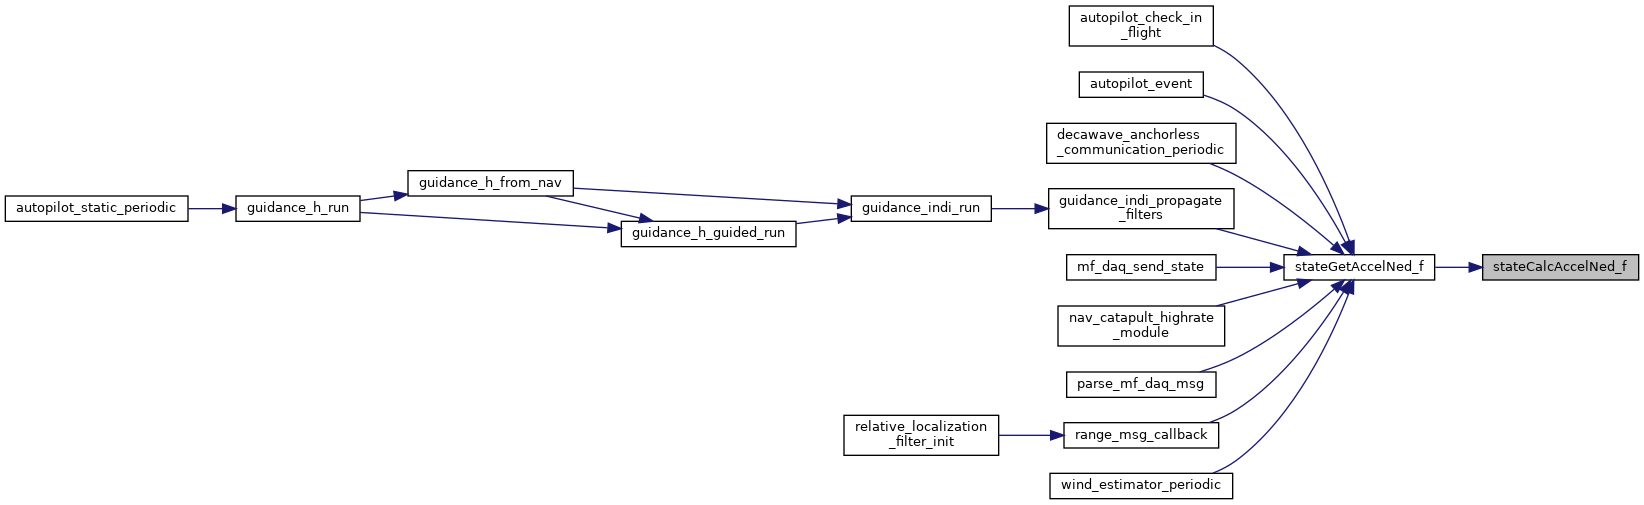 autopilot_check_in
_flight
autopilot_event
decawave_anchorless
_communication_periodic
guidance_h_from_nav
autopilot_static_periodic
guidance_h_run
guidance_h_guided_run
guidance_indi_run
guidance_indi_propagate
_filters
mf_daq_send_state
stateGetAccelNed_f
stateCalcAccelNed_f
nav_catapult_highrate
_module
parse_mf_daq_msg
relative_localization
_filter_init
range_msg_callback
wind_estimator_periodic